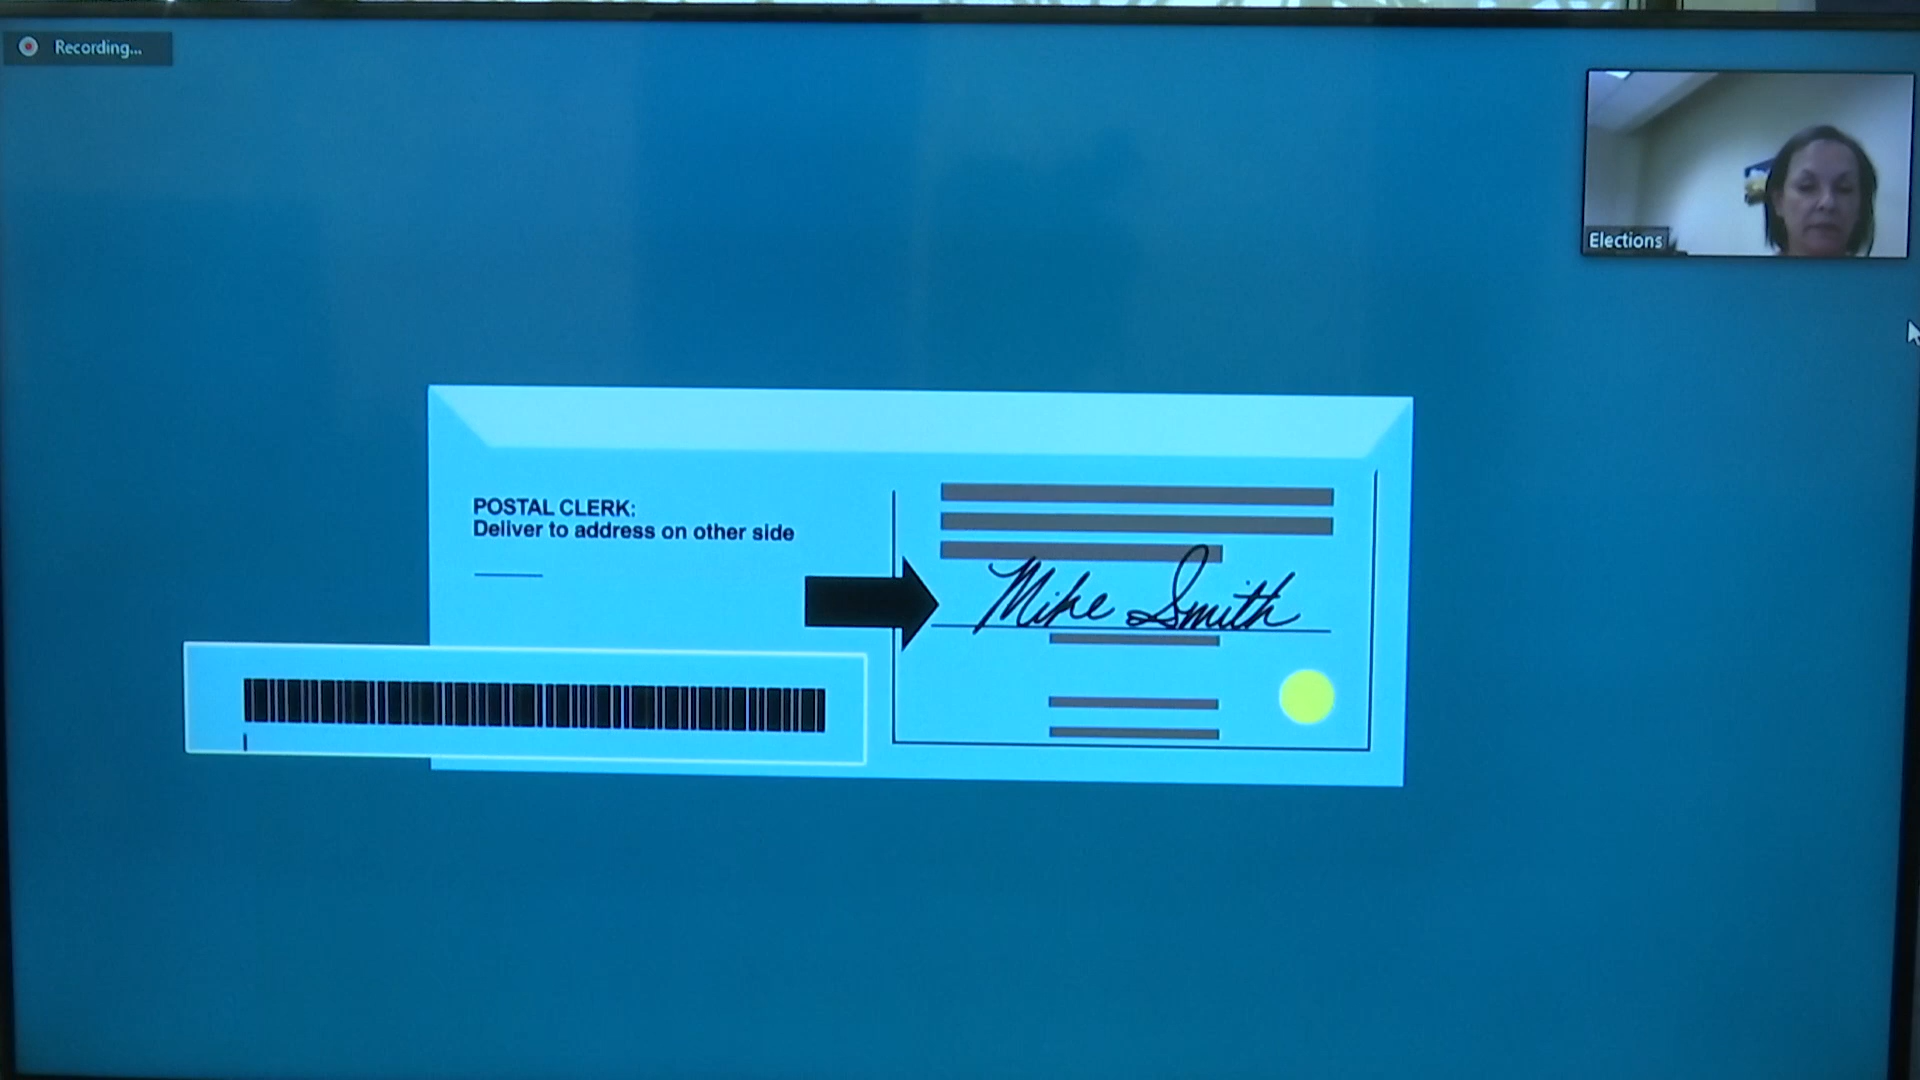 Recording...
Elections
POSTAL CLERK:
Deliver to address on other side
Mike Smith